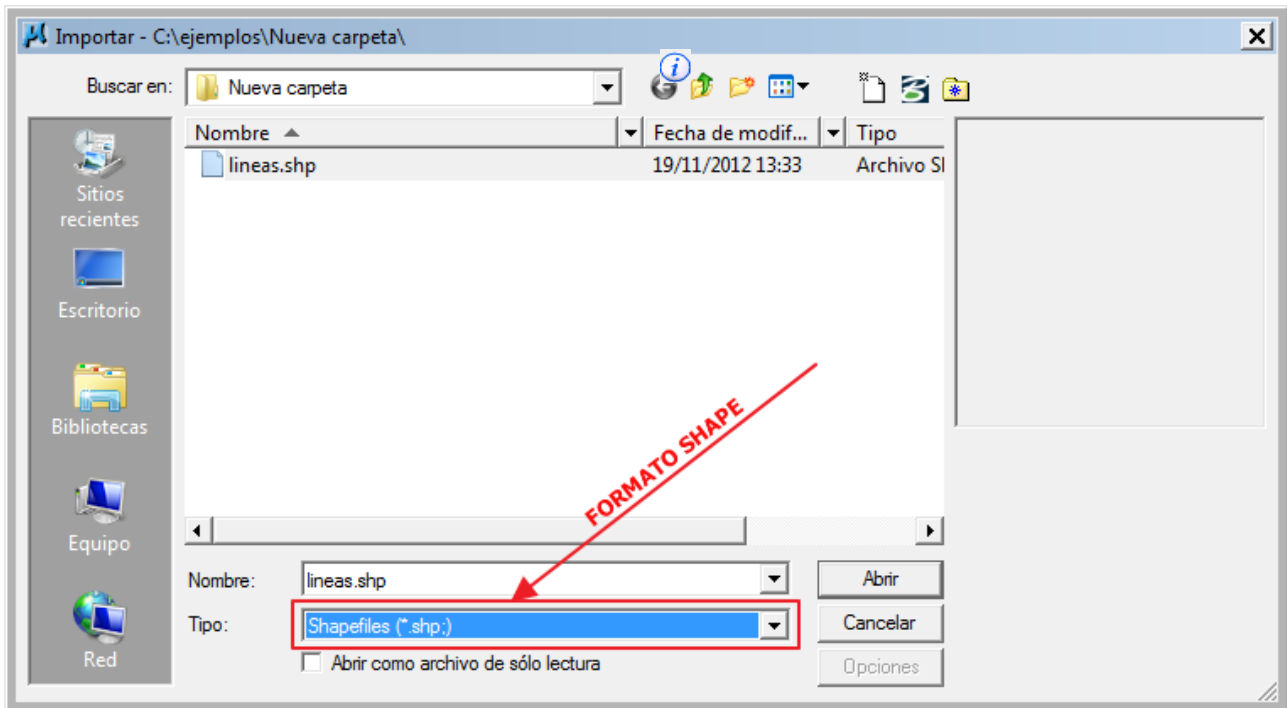 Importar - C:\ejemplos\Nueva carpeta\
Buscar en: Nueva carpeta
Nombre Fecha de modif... Tipo
lineas.shp 19/11/2012 13:33 Archivo SI
Sitios
recientes
Escritorio
Bibliotecas
Equipo
Red
FORMATO SHAPE
Nombre: lineas.shp Abrir
Tipo: Shapefiles (*.shp;) Cancelar
Abrir como archivo de sólo lectura Opciones